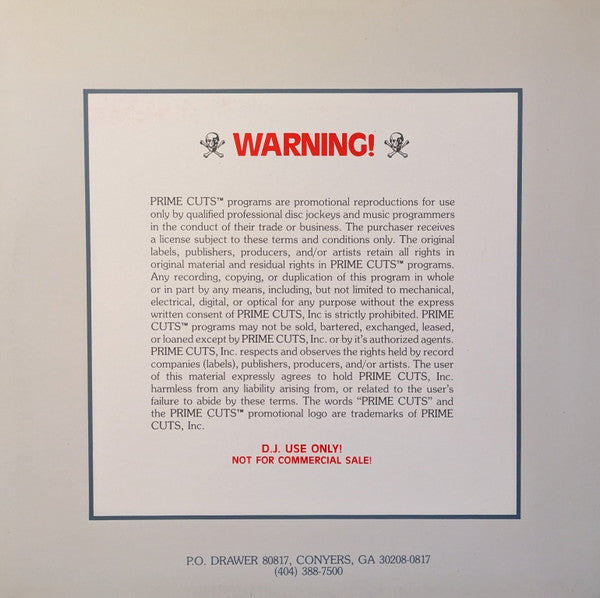 WARNING!
PRIME CUTS™ programs are promotional reproductions for use
only by qualified professional disc jockeys and music programmers
in the conduct of their trade or business. The purchaser receives
a license subject to these terms and conditions only. The original
labels, publishers, producers, and/or artists retain all rights in
original material and residual rights in PRIME CUTS™ programs.
Any recording, copying, or duplication of this program in whole
or in part by any means, including, but not limited to mechanical,
electrical, digital, or optical for any purpose without the express
written consent of PRIME CUTS, Inc is strictly prohibited. PRIME
CUTS™ programs may not be sold, bartered, exchanged, leased,
or loaned except by PRIME CUTS, Inc. or by it's authorized agents.
PRIME CUTS, Inc. respects and observes the rights held by record
companies (labels), publishers, producers, and/or artists. The user
of this material expressly agrees to hold PRIME CUTS, Inc.
harmless from any liability arising from, or related to the user's
failure to abide by these terms. The words "PRIME CUTS" and
the PRIME CUTS™ promotional logo are trademarks of PRIME
CUTS, Inc.
D.J. USE ONLY!
NOT FOR COMMERCIAL SALE!
P.O. DRAWER 80817, CONYERS, GA 30208-0817
(404) 388-7500